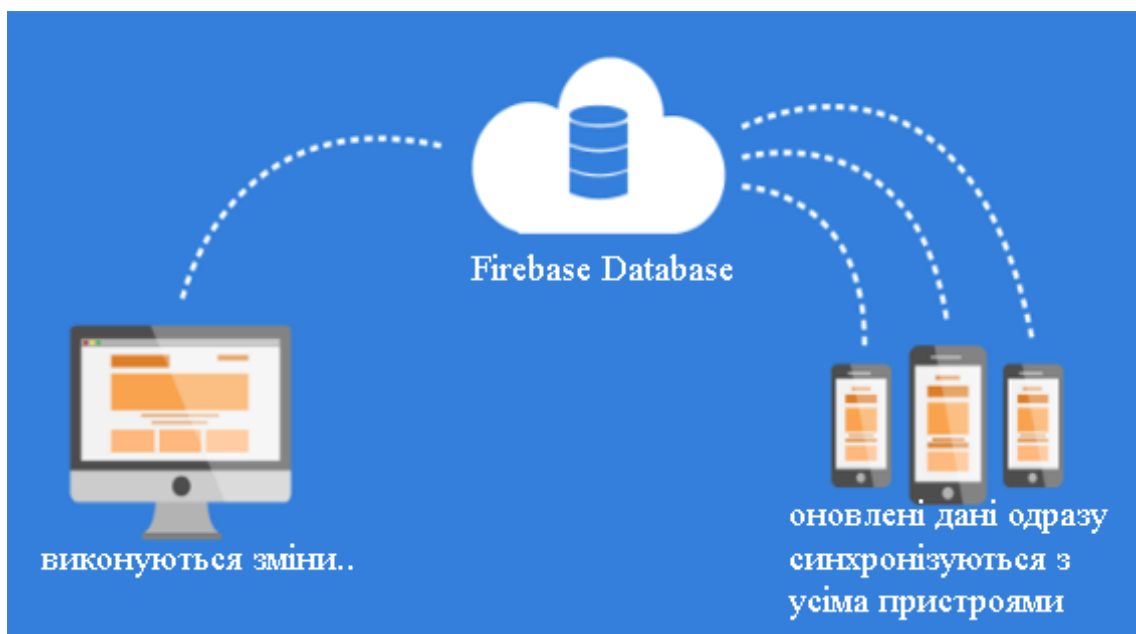 Firebase Database
виконуються зміни..
оновлені дані одразу
синхронізуються з
усіма пристроями